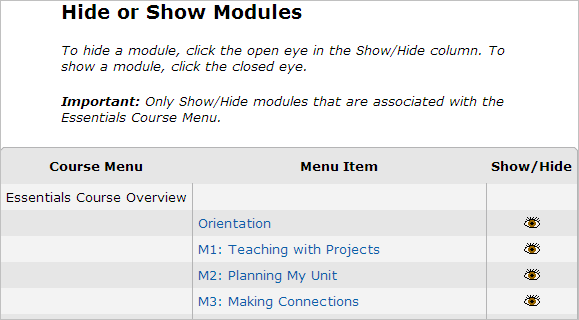 Hide or Show Modules
To hide a module, click the open eye in the Show/Hide column. To
show a module, click the closed eye.
Important: Only Show/Hide modules that are associated with the
Essentials Course Menu.
Course Menu Menu Item Show/Hide
Essentials Course Overview
Orientation
M1: Teaching with Projects
M2: Planning My Unit
M3: Making Connections